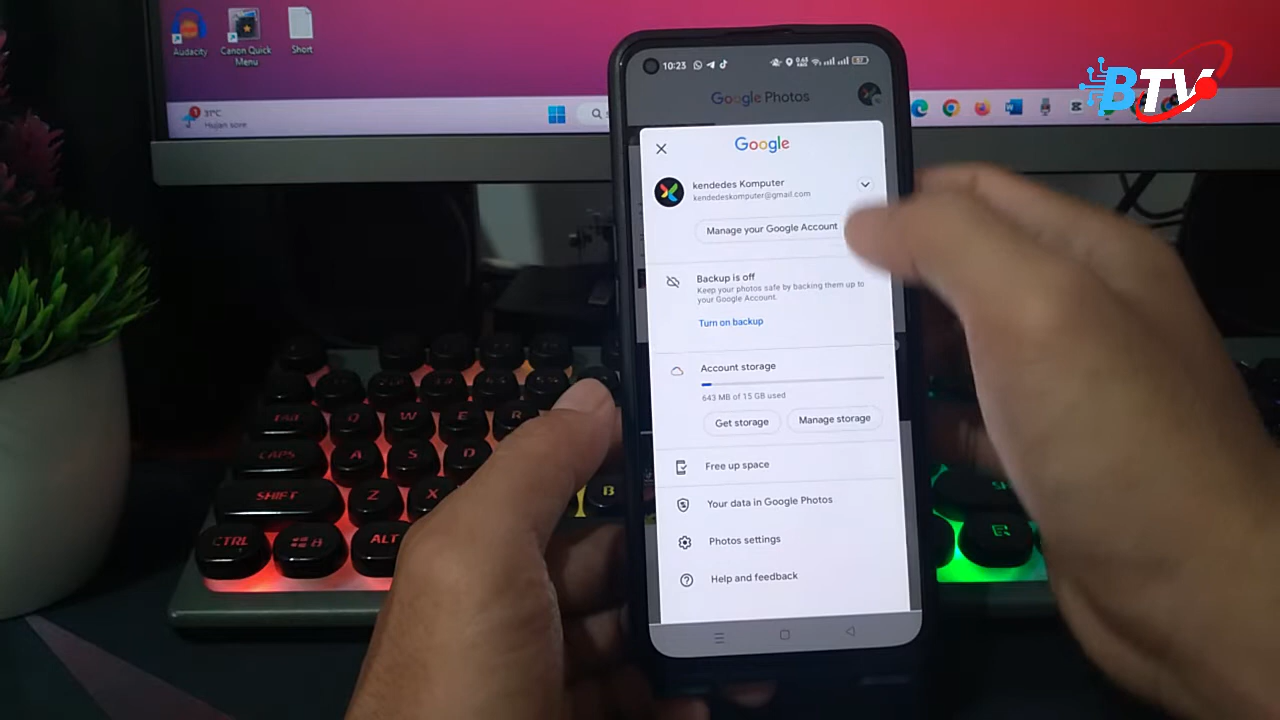 Audacity
Canon Quick
Menu
Short
31°C
Hujan sore
BTV
10:23
Google Photos
Google
kendedes Komputer
kendedeskomputer@gmail.com
Manage your Google Account
Backup is off
Keep your photos safe by backing them up to
your Google Account.
Turn on backup
Account storage
643 MB of 15 GB used
Get storage
Manage storage
Free up space
Your data in Google Photos
Photos settings
Help and feedback
TAB
Q
W
E
R
CAPS
A
S
D
SHIFT
Z
X
B
CTRL
ALT